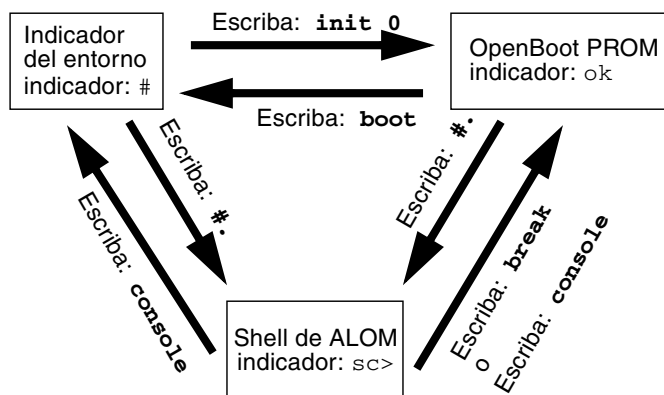 Escriba: init 0
Indicador
del entorno
indicador: #
OpenBoot PROM
indicador: ok
Escriba: boot
Escriba: #.
Escriba: #.
Escriba: console
Escriba: break
o
Escriba: console
Shell de ALOM
indicador: sc>